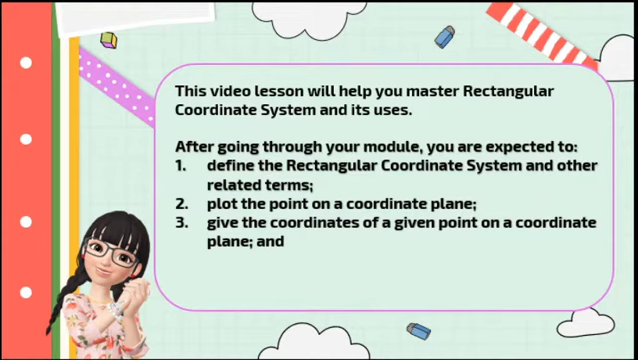 This video lesson will help you master Rectangular
Coordinate System and its uses.
After going through your module, you are expected to:
1. define the Rectangular Coordinate System and other
related terms;
2. plot the point on a coordinate plane;
3. give the coordinates of a given point on a coordinate
plane; and